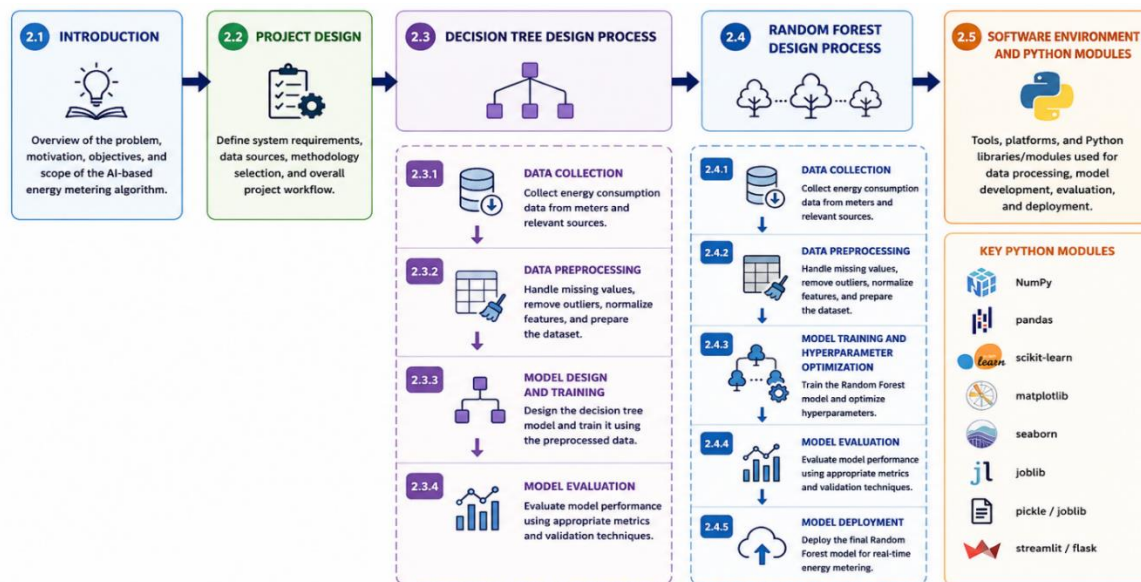 2.1 INTRODUCTION
Overview of the problem,
motivation, objectives, and
scope of the AI-based
energy metering algorithm.
2.2 PROJECT DESIGN
Define system requirements,
data sources, methodology
selection, and overall
project workflow.
2.3 DECISION TREE DESIGN PROCESS
2.3.1 DATA COLLECTION
Collect energy consumption
data from meters and
relevant sources.
2.3.2 DATA PREPROCESSING
Handle missing values,
remove outliers, normalize
features, and prepare
the dataset.
2.3.3 MODEL DESIGN
AND TRAINING
Design the decision tree
model and train it using
the preprocessed data.
2.3.4 MODEL EVALUATION
Evaluate model performance
using appropriate metrics
and validation techniques.
2.4 RANDOM FOREST
DESIGN PROCESS
2.4.1 DATA COLLECTION
Collect energy consumption
data from meters and
relevant sources.
2.4.2 DATA PREPROCESSING
Handle missing values,
remove outliers, normalize
features, and prepare
the dataset.
2.4.3 MODEL TRAINING AND
HYPERPARAMETER
OPTIMIZATION
Train the Random Forest
model and optimize
hyperparameters.
2.4.4 MODEL EVALUATION
Evaluate model performance
using appropriate metrics
and validation techniques.
2.4.5 MODEL DEPLOYMENT
Deploy the final Random
Forest model for real-time
energy metering.
2.5 SOFTWARE ENVIRONMENT
AND PYTHON MODULES
Tools, platforms, and Python
libraries/modules used for
data processing, model
development, evaluation,
and deployment.
KEY PYTHON MODULES
NumPy
pandas
learn scikit-learn
matplotlib
seaborn
jl joblib
pickle / joblib
streamlit / flask